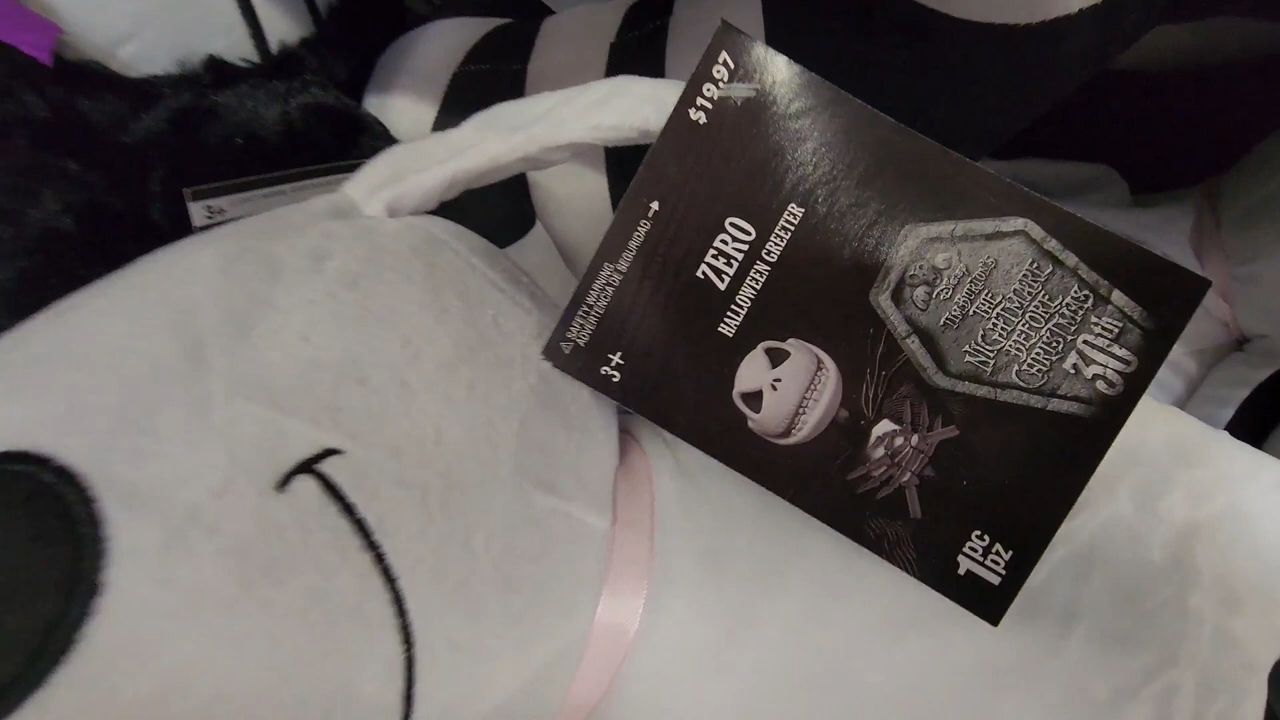 $19.97
ZERO
HALLOWEEN GREETER
⚠ SAFETY WARNING
ADVERTENCIA DE SEGURIDAD.→
3+
Disney
TIM BURTON'S
THE
NIGHTMARE
BEFORE
CHRISTMAS
30th
1pc
pz